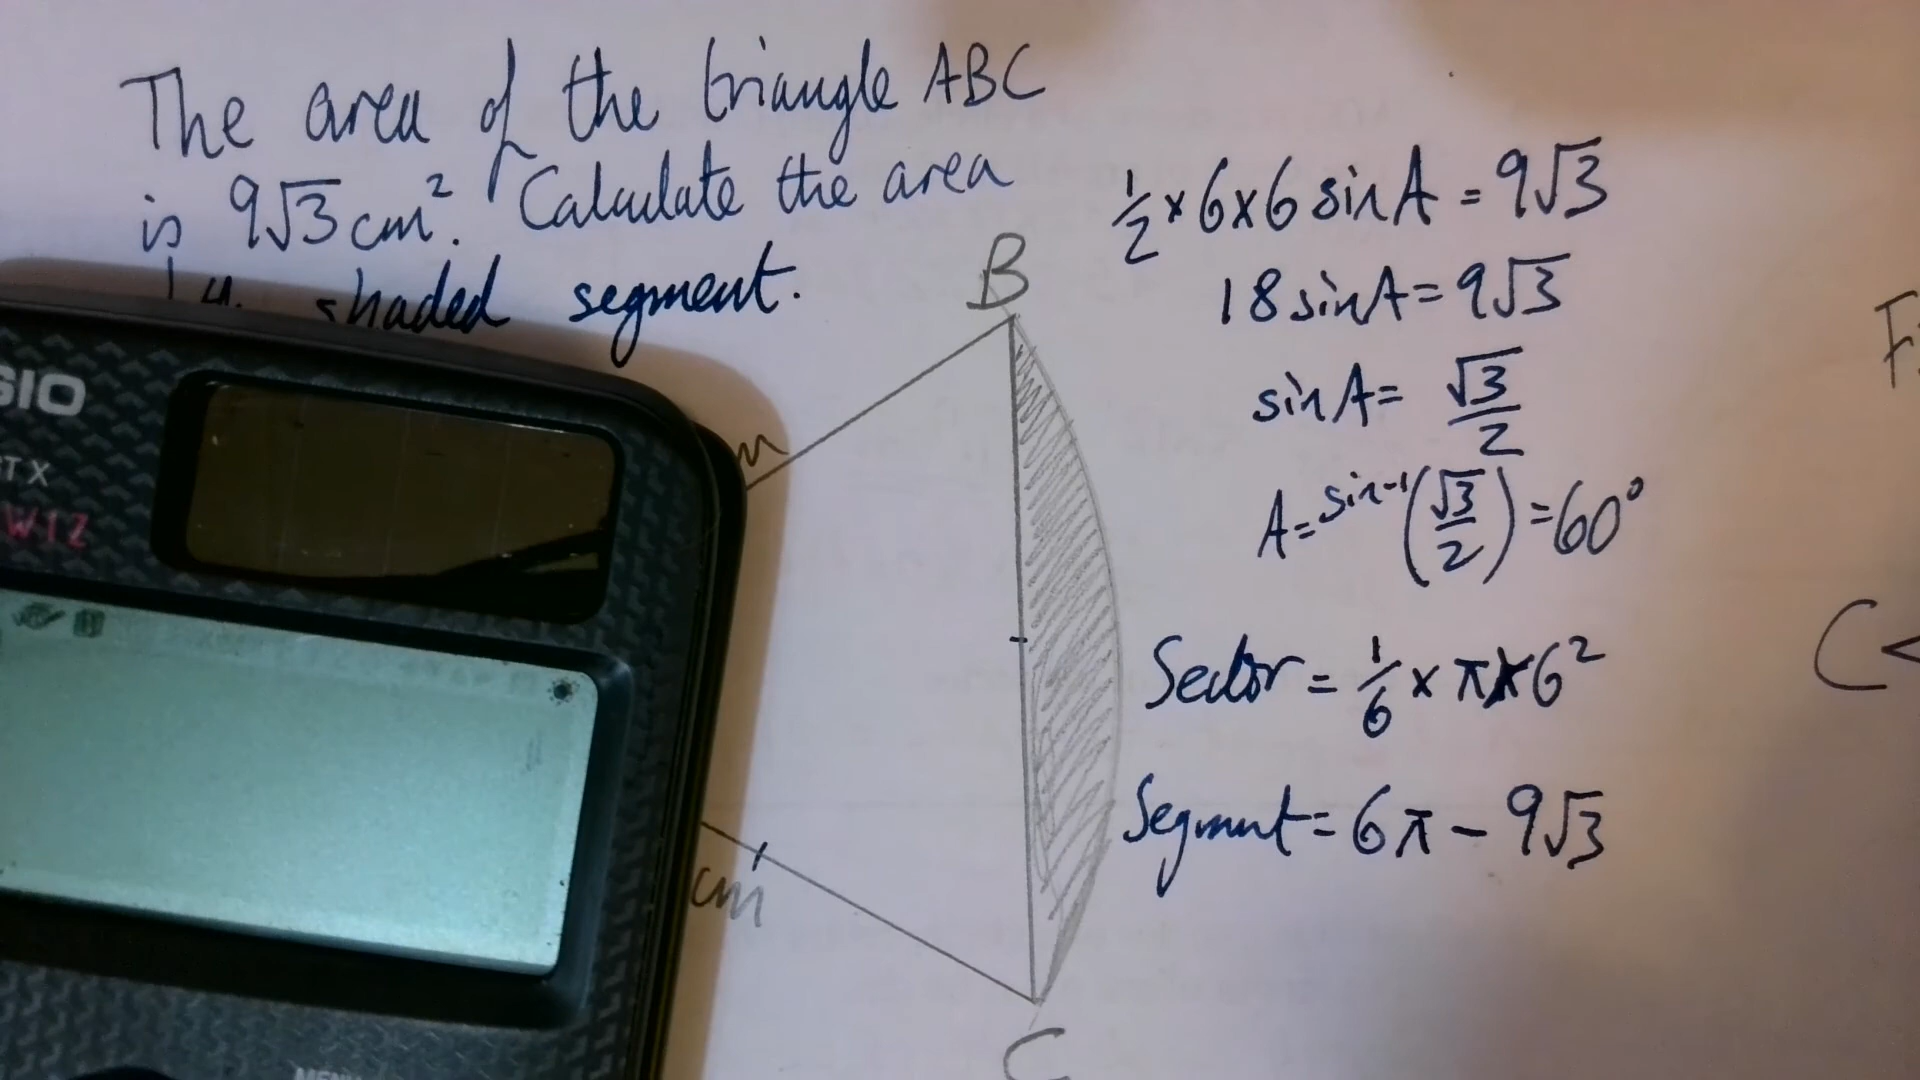 The area of the triangle ABC
is 9√3 cm². Calculate the area
shaded segment.
B
½ × 6 × 6 sin A = 9√3
18 sin A = 9√3
sin A = √3/2
A = sin⁻¹(√3/2) = 60°
Sector = 1/6 × π × 6²
Segment = 6π − 9√3
cm
C
C <
SIO
T X
WIZ
MENU